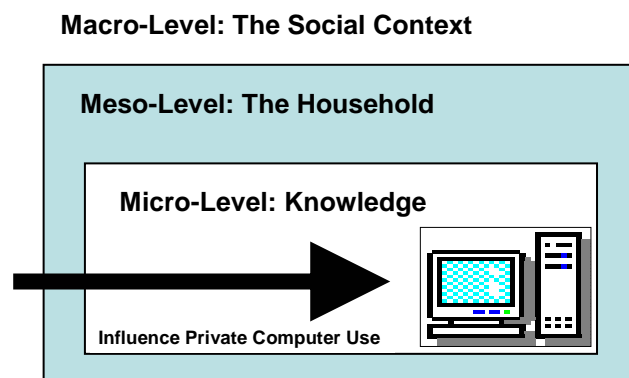 Macro-Level: The Social Context
Meso-Level: The Household
Micro-Level: Knowledge
Influence Private Computer Use